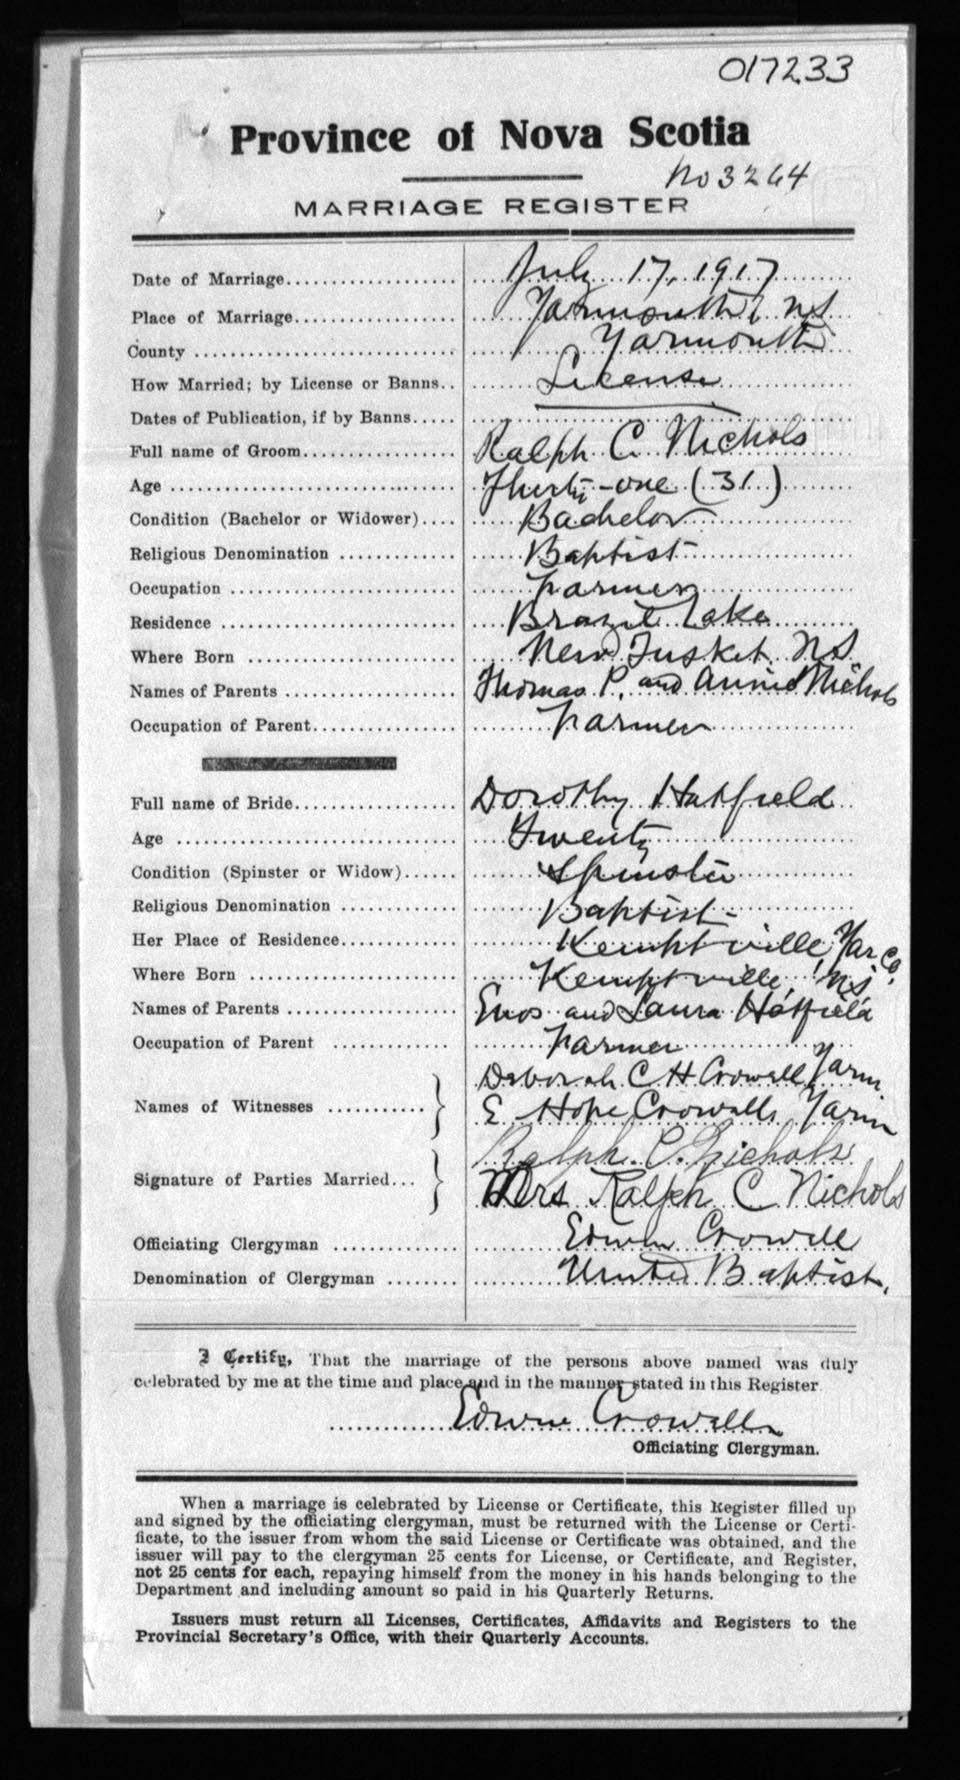 017233
Province of Nova Scotia
No 3264
MARRIAGE REGISTER
Date of Marriage.................... July 17, 1917
Place of Marriage................... Yarmouth, N S
County .............................. Yarmouth
How Married; by License or Banns.. License
Dates of Publication, if by Banns.....
Full name of Groom................... Ralph C. Nichols
Age .................................. Thirty-one (31)
Condition (Bachelor or Widower).... Bachelor
Religious Denomination ............. Baptist
Occupation .......................... Farmer
Residence ........................... Brazil Lake
Where Born ......................... New Tusket N S
Names of Parents ................... Thomas P. and Annie Nichols
Occupation of Parent................ Farmer
Full name of Bride................... Dorothy Hatfield
Age .................................. Twenty
Condition (Spinster or Widow)...... Spinster
Religious Denomination ............. Baptist
Her Place of Residence.............. Kemptville, Yar Co.
Where Born ......................... Kemptville, NS
Names of Parents ................... Enos and Laura Hatfield
Occupation of Parent ............. Farmer
Deborah C H Crowell, Yarm
Names of Witnesses ...........}
E Hope Crowell, Yarm
Ralph C. Nichols
Signature of Parties Married...}
Mrs Ralph C Nichols
Officiating Clergyman ............. Edwin Crowell
Denomination of Clergyman ........ United Baptist.
I Certify, That the marriage of the persons above named was duly
celebrated by me at the time and place and in the manner stated in this Register
Edwin Crowell
Officiating Clergyman.
When a marriage is celebrated by License or Certificate, this Register filled up
and signed by the officiating clergyman, must be returned with the License or Certi-
ficate, to the issuer from whom the said License or Certificate was obtained, and the
issuer will pay to the clergyman 25 cents for License, or Certificate, and Register,
not 25 cents for each, repaying himself from the money in his hands belonging to the
Department and including amount so paid in his Quarterly Returns.
Issuers must return all Licenses, Certificates, Affidavits and Registers to the
Provincial Secretary's Office, with their Quarterly Accounts.